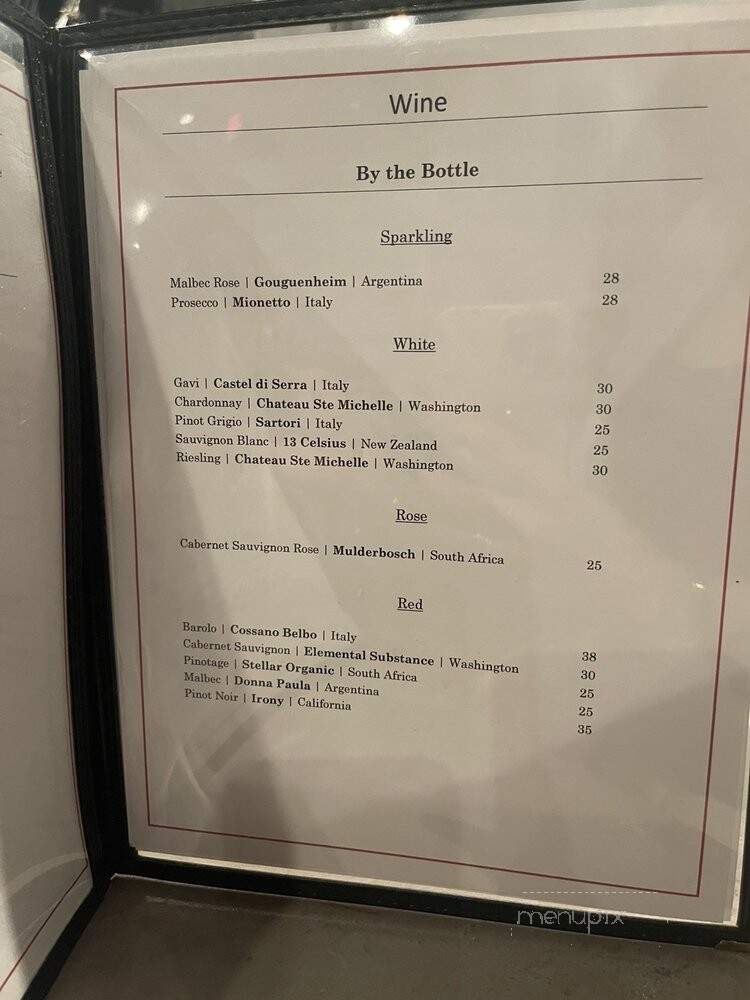 Wine
By the Bottle
Sparkling
Malbec Rose | Gouguenheim | Argentina 28
Prosecco | Mionetto | Italy 28
White
Gavi | Castel di Serra | Italy 30
Chardonnay | Chateau Ste Michelle | Washington 30
Pinot Grigio | Sartori | Italy 25
Sauvignon Blanc | 13 Celsius | New Zealand 25
Riesling | Chateau Ste Michelle | Washington 30
Rose
Cabernet Sauvignon Rose | Mulderbosch | South Africa 25
Red
Barolo | Cossano Belbo | Italy 38
Cabernet Sauvignon | Elemental Substance | Washington 30
Pinotage | Stellar Organic | South Africa 25
Malbec | Donna Paula | Argentina 25
Pinot Noir | Irony | California 35
menupix